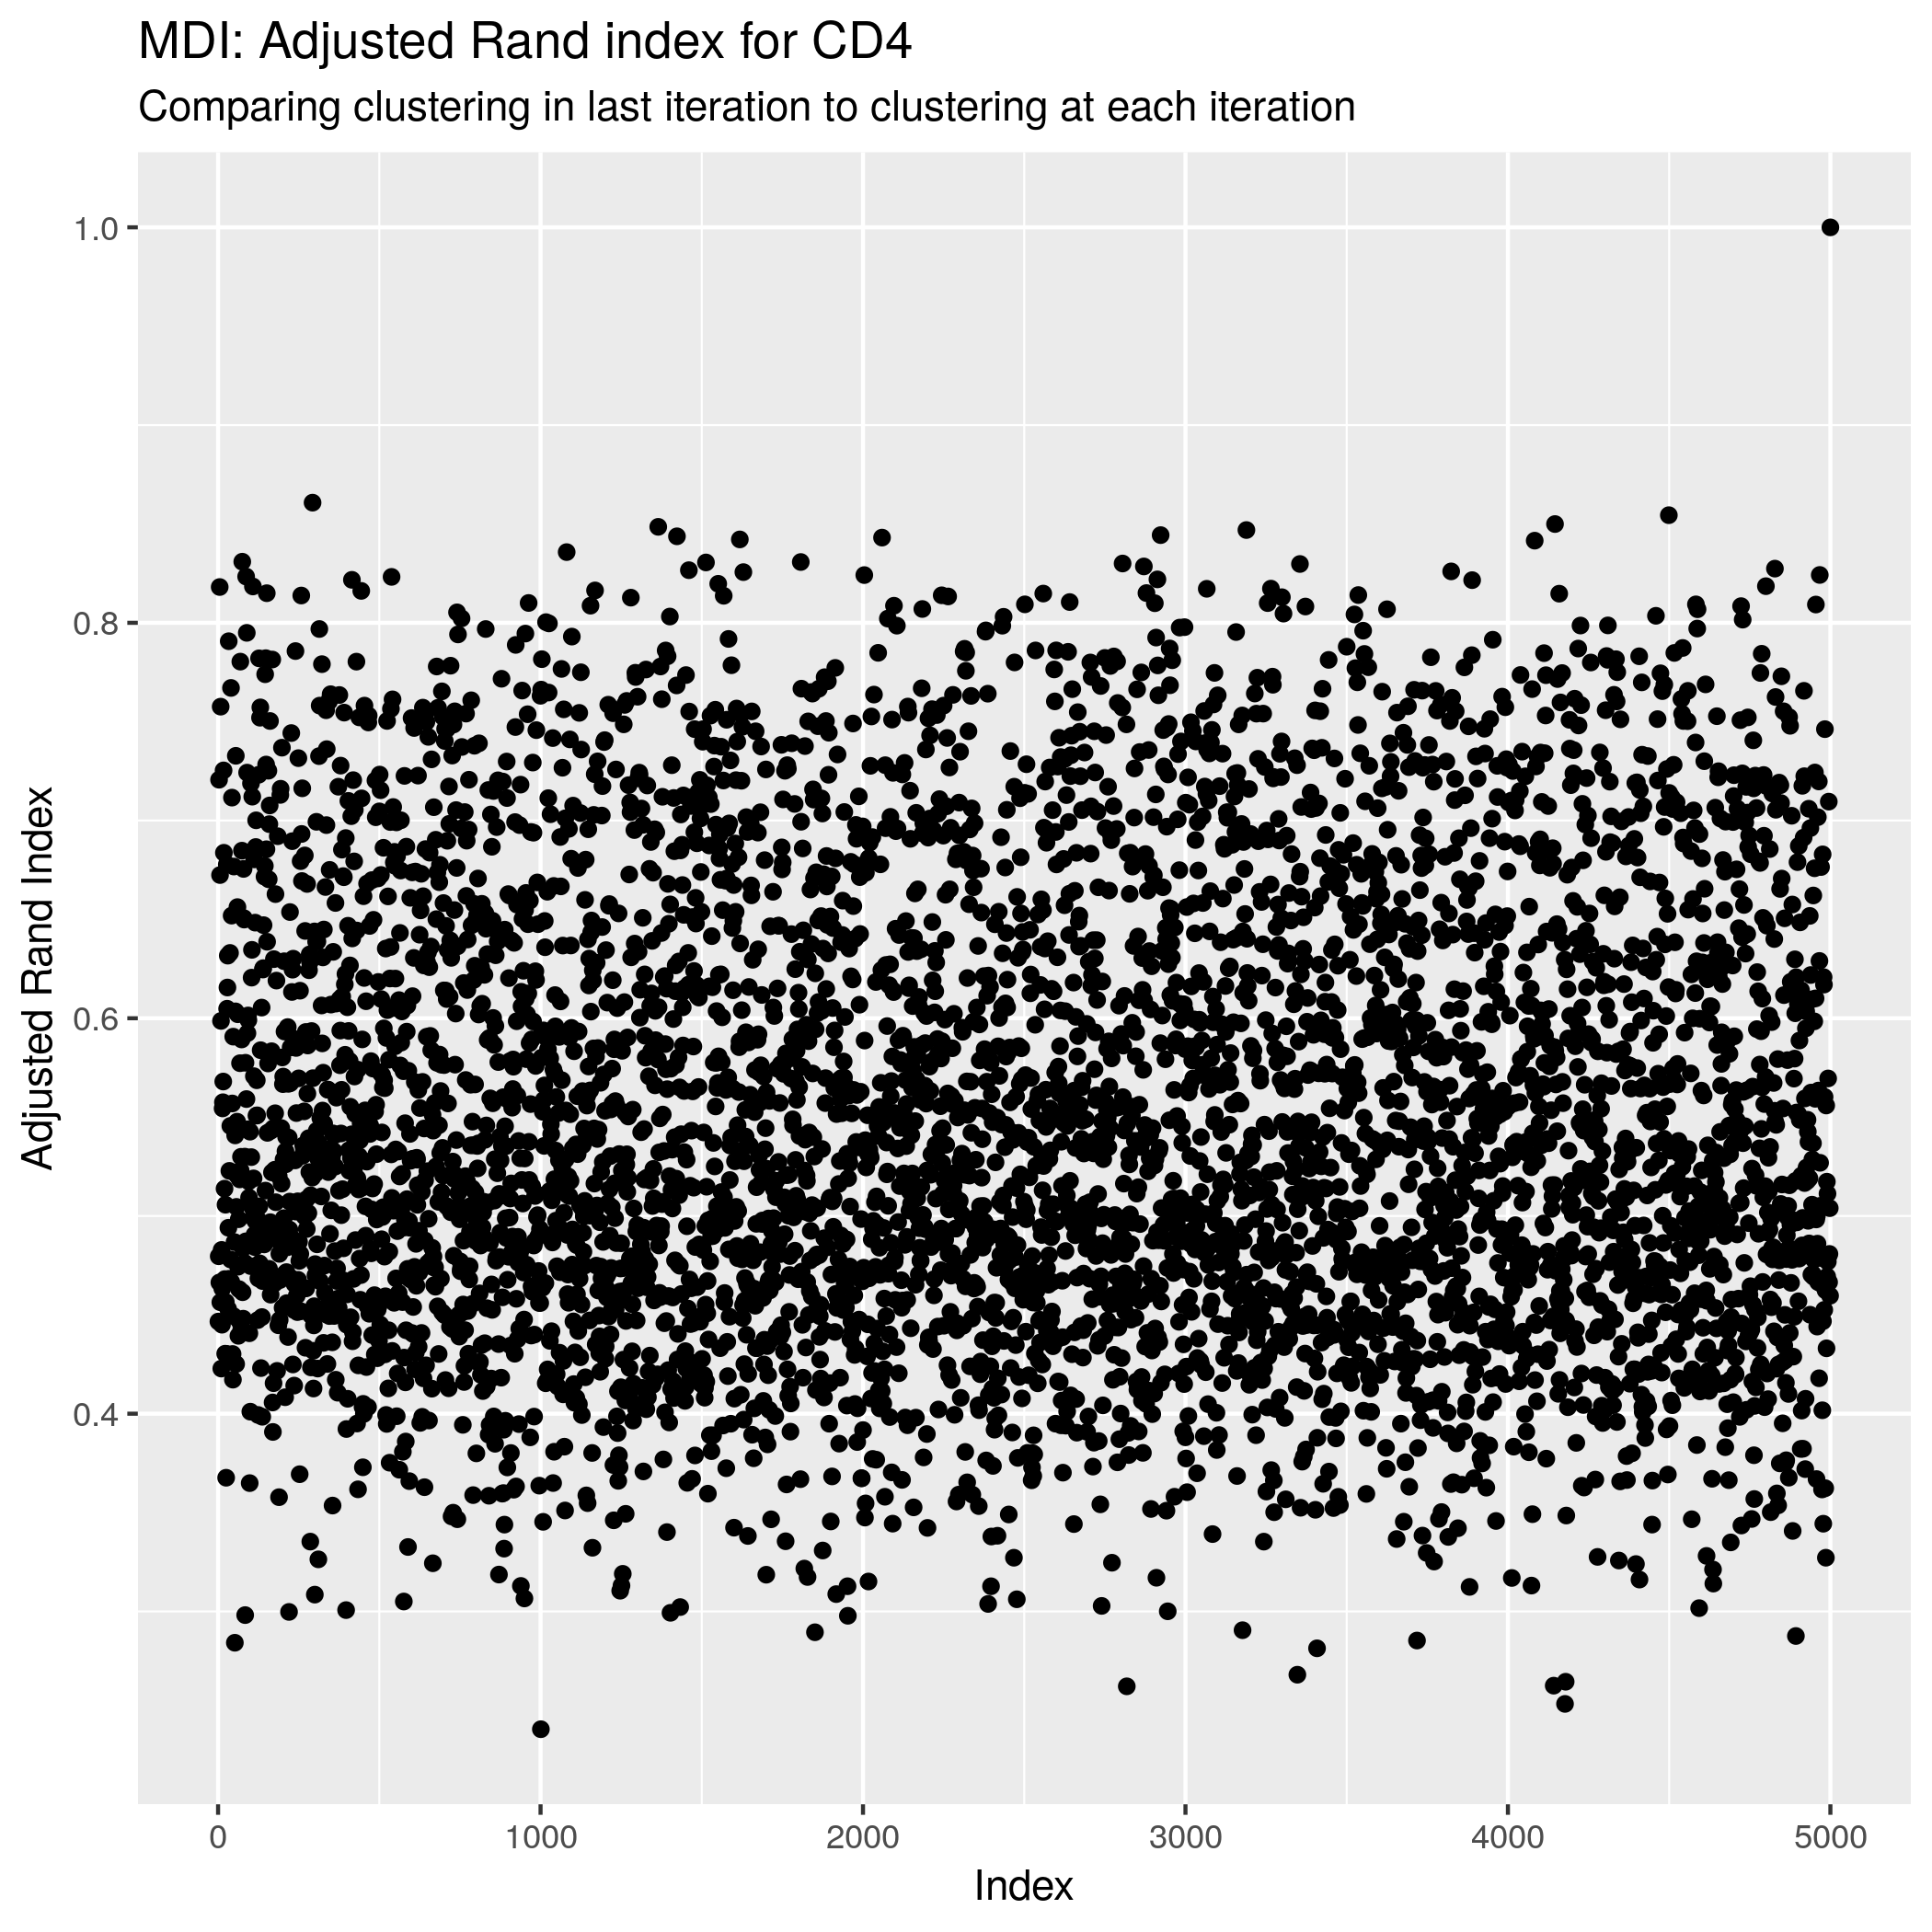 MDI: Adjusted Rand index for CD4
Comparing clustering in last iteration to clustering at each iteration
1.0
0.8
0.6
0.4
Adjusted Rand Index
0 1000 2000 3000 4000 5000
Index